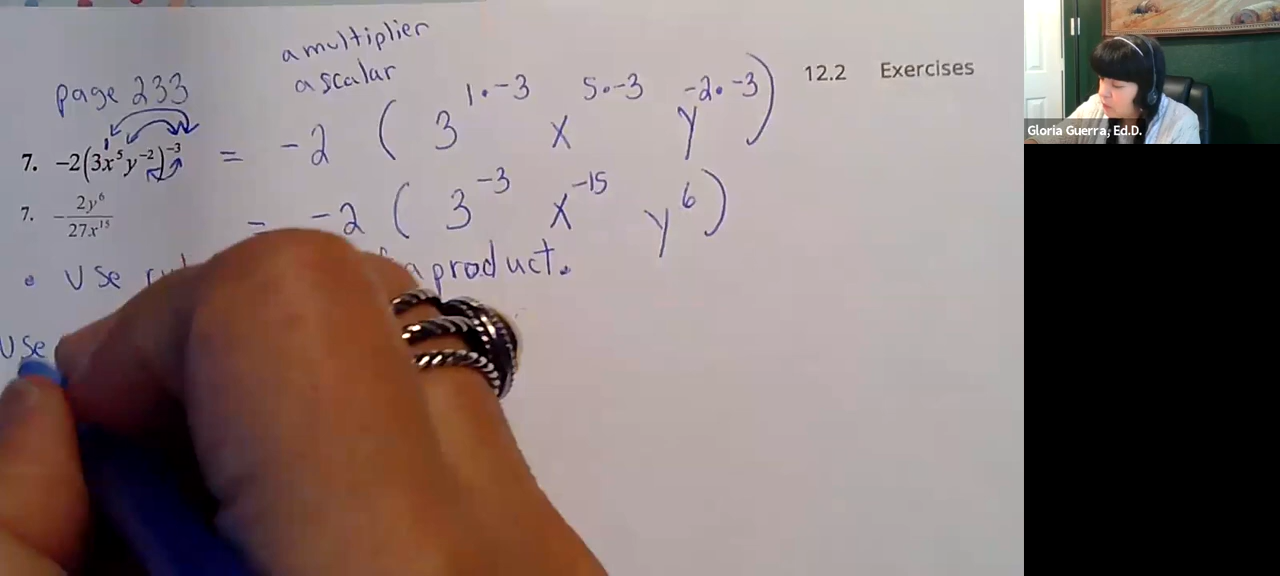 a multiplier
a scalar
page 233
12.2 Exercises
7. -2(3x⁵y⁻²)⁻³ = -2 ( 3^(1·-3) x^(5·-3) y^(-2·-3) )
1
7. -2y⁶/27x¹⁵ = -2 ( 3⁻³ x⁻¹⁵ y⁶ )
• Use a product.
Use
Gloria Guerra, Ed.D.